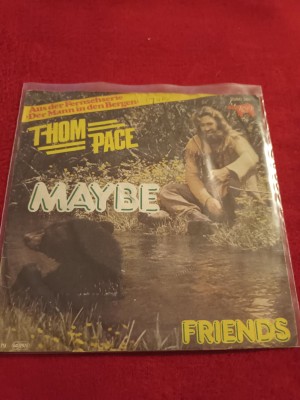 Aus der Fernsehserie
»Der Mann in den Bergen«
THOM
PACE
MAYBE
FRIENDS